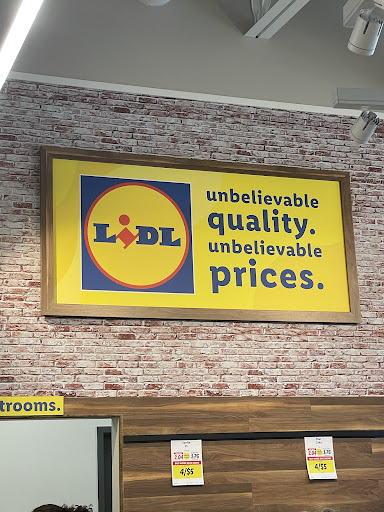 unbelievable
LiDL
quality.
unbelievable
prices.
trooms.
4/$5
4/$5